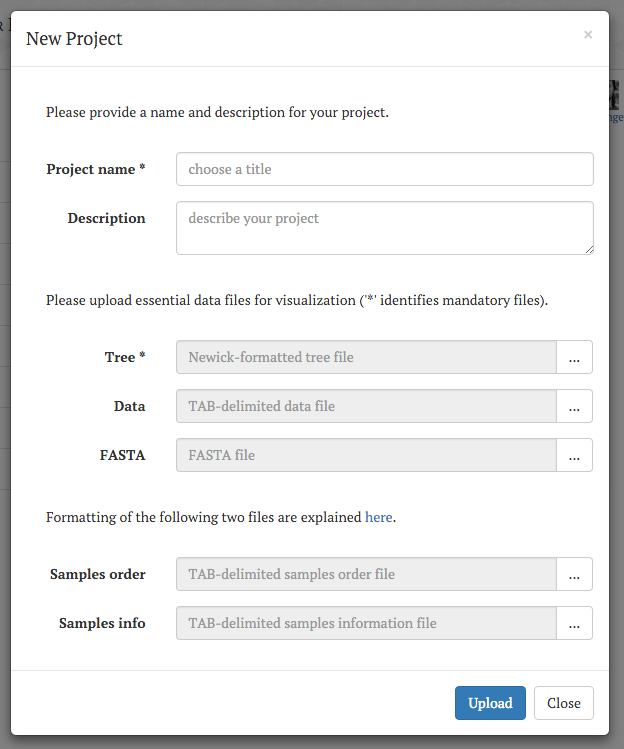 New Project ×
Please provide a name and description for your project.
Project name * choose a title
Description describe your project
Please upload essential data files for visualization ('*' identifies mandatory files).
Tree * Newick-formatted tree file ...
Data TAB-delimited data file ...
FASTA FASTA file ...
Formatting of the following two files are explained here.
Samples order TAB-delimited samples order file ...
Samples info TAB-delimited samples information file ...
Upload Close